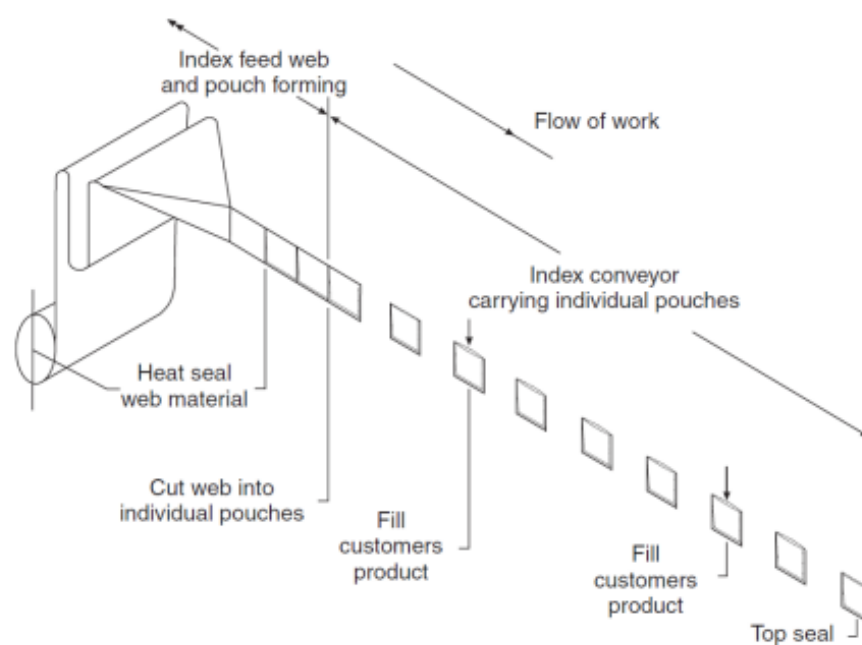 Index feed web
and pouch forming
Flow of work
Index conveyor
carrying individual pouches
Heat seal
web material
Cut web into
individual pouches
Fill
customers
product
Fill
customers
product
Top seal